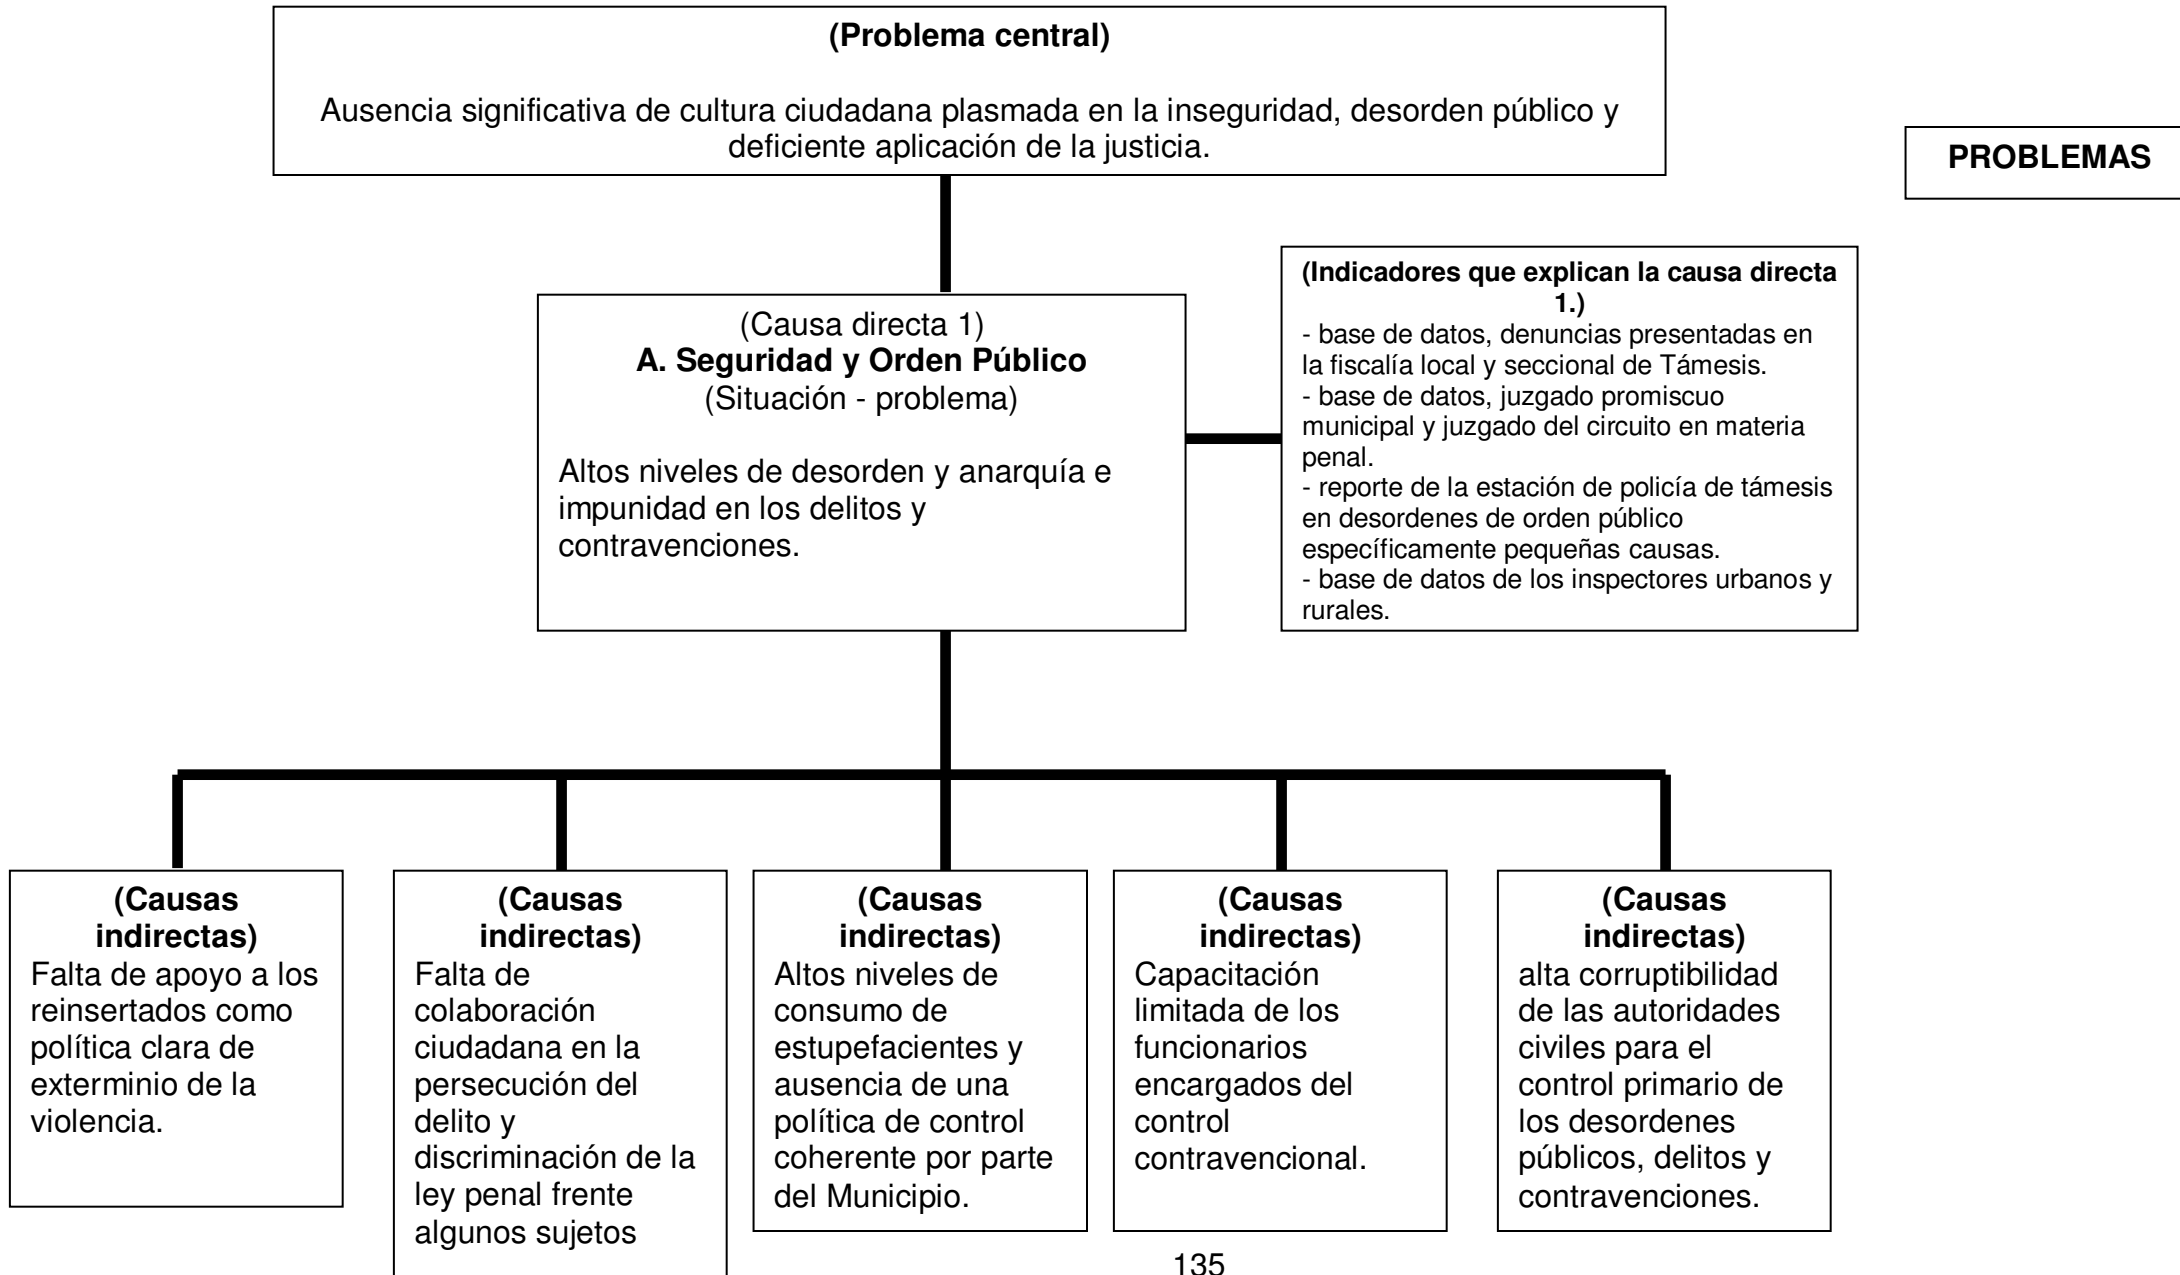 (Problema central)
Ausencia significativa de cultura ciudadana plasmada en la inseguridad, desorden público y
deficiente aplicación de la justicia.
PROBLEMAS
(Causa directa 1)
A. Seguridad y Orden Público
(Situación - problema)
Altos niveles de desorden y anarquía e
impunidad en los delitos y
contravenciones.
(Indicadores que explican la causa directa
1.)
- base de datos, denuncias presentadas en
la fiscalía local y seccional de Támesis.
- base de datos, juzgado promiscuo
municipal y juzgado del circuito en materia
penal.
- reporte de la estación de policía de támesis
en desordenes de orden público
específicamente pequeñas causas.
- base de datos de los inspectores urbanos y
rurales.
(Causas
indirectas)
Falta de apoyo a los
reinsertados como
política clara de
exterminio de la
violencia.
(Causas
indirectas)
Falta de
colaboración
ciudadana en la
persecución del
delito y
discriminación de la
ley penal frente
algunos sujetos
(Causas
indirectas)
Altos niveles de
consumo de
estupefacientes y
ausencia de una
política de control
coherente por parte
del Municipio.
(Causas
indirectas)
Capacitación
limitada de los
funcionarios
encargados del
control
contravencional.
(Causas
indirectas)
alta corruptibilidad
de las autoridades
civiles para el
control primario de
los desordenes
públicos, delitos y
contravenciones.
135